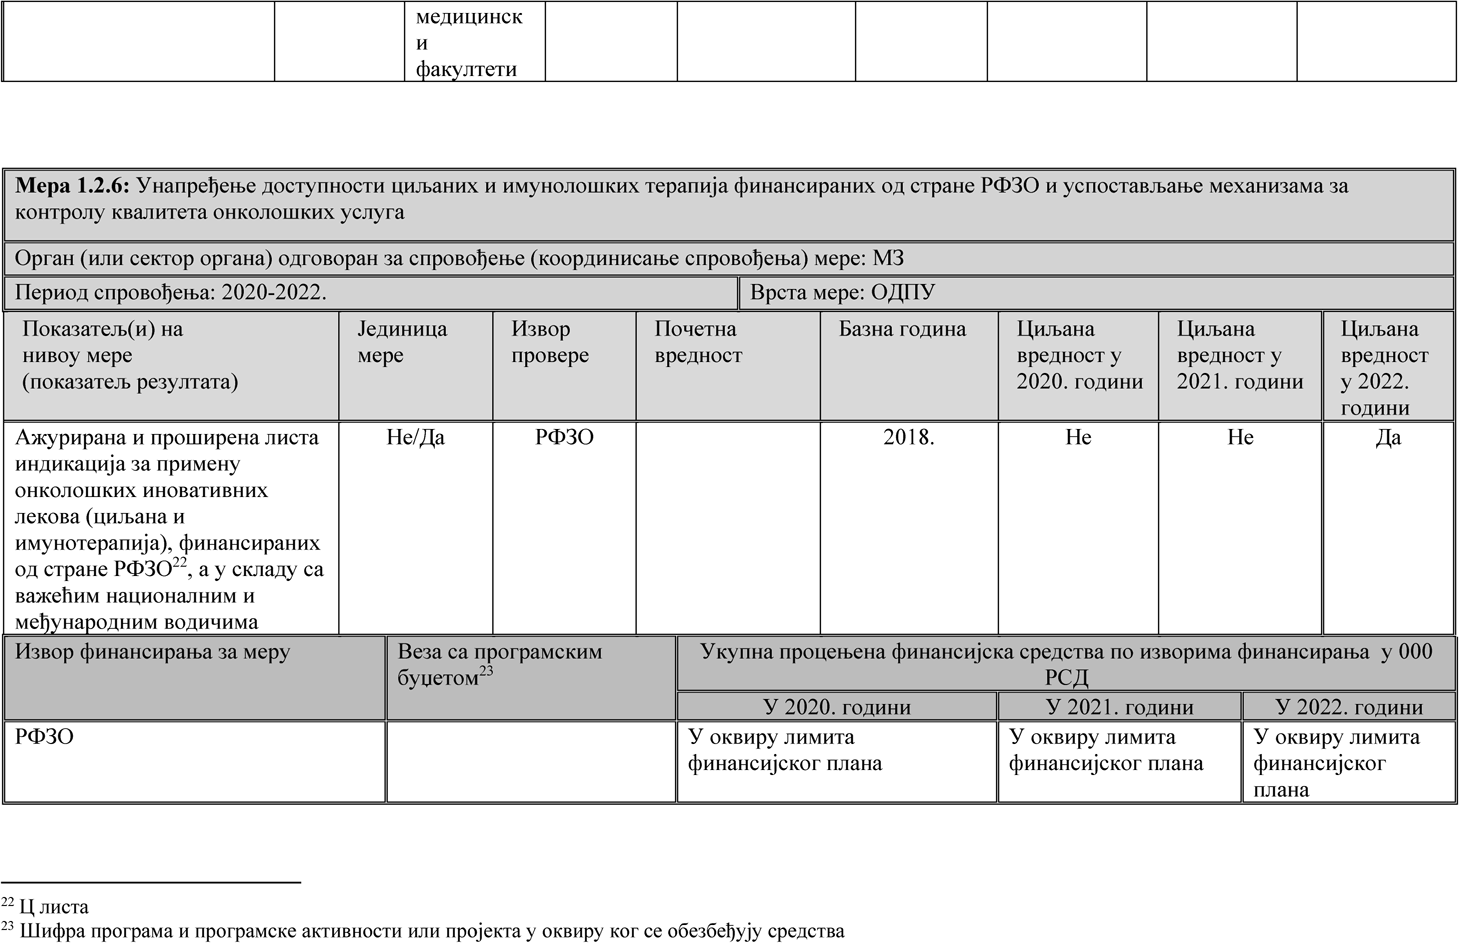 медицинск
и
факултети
Мера 1.2.6: Унапређење доступности циљаних и имунолошких терапија финансираних од стране РФЗО и успостављање механизама за
контролу квалитета онколошких услуга
Орган (или сектор органа) одговоран за спровођење (координисање спровођења) мере: МЗ
Период спровођења: 2020-2022.
Врста мере: ОДПУ
Показатељ(и) на
нивоу мере
(показатељ резултата)
Јединица
мере
Извор
провере
Почетна
вредност
Базна година
Циљана
вредност у
2020. години
Циљана
вредност у
2021. години
Циљана
вредност
у 2022.
години
Ажурирана и проширена листа
индикација за примену
онколошких иновативних
лекова (циљана и
имунотерапија), финансираних
од стране РФЗО22, а у складу са
важећим националним и
међународним водичима
Не/Да
РФЗО
2018.
Не
Не
Да
Извор финансирања за меру
Веза са програмским
буџетом23
Укупна процењена финансијска средства по изворима финансирања у 000
РСД
У 2020. години
У 2021. години
У 2022. години
РФЗО
У оквиру лимита
финансијског плана
У оквиру лимита
финансијског плана
У оквиру лимита
финансијског
плана
22 Ц листа
23 Шифра програма и програмске активности или пројекта у оквиру ког се обезбеђују средства